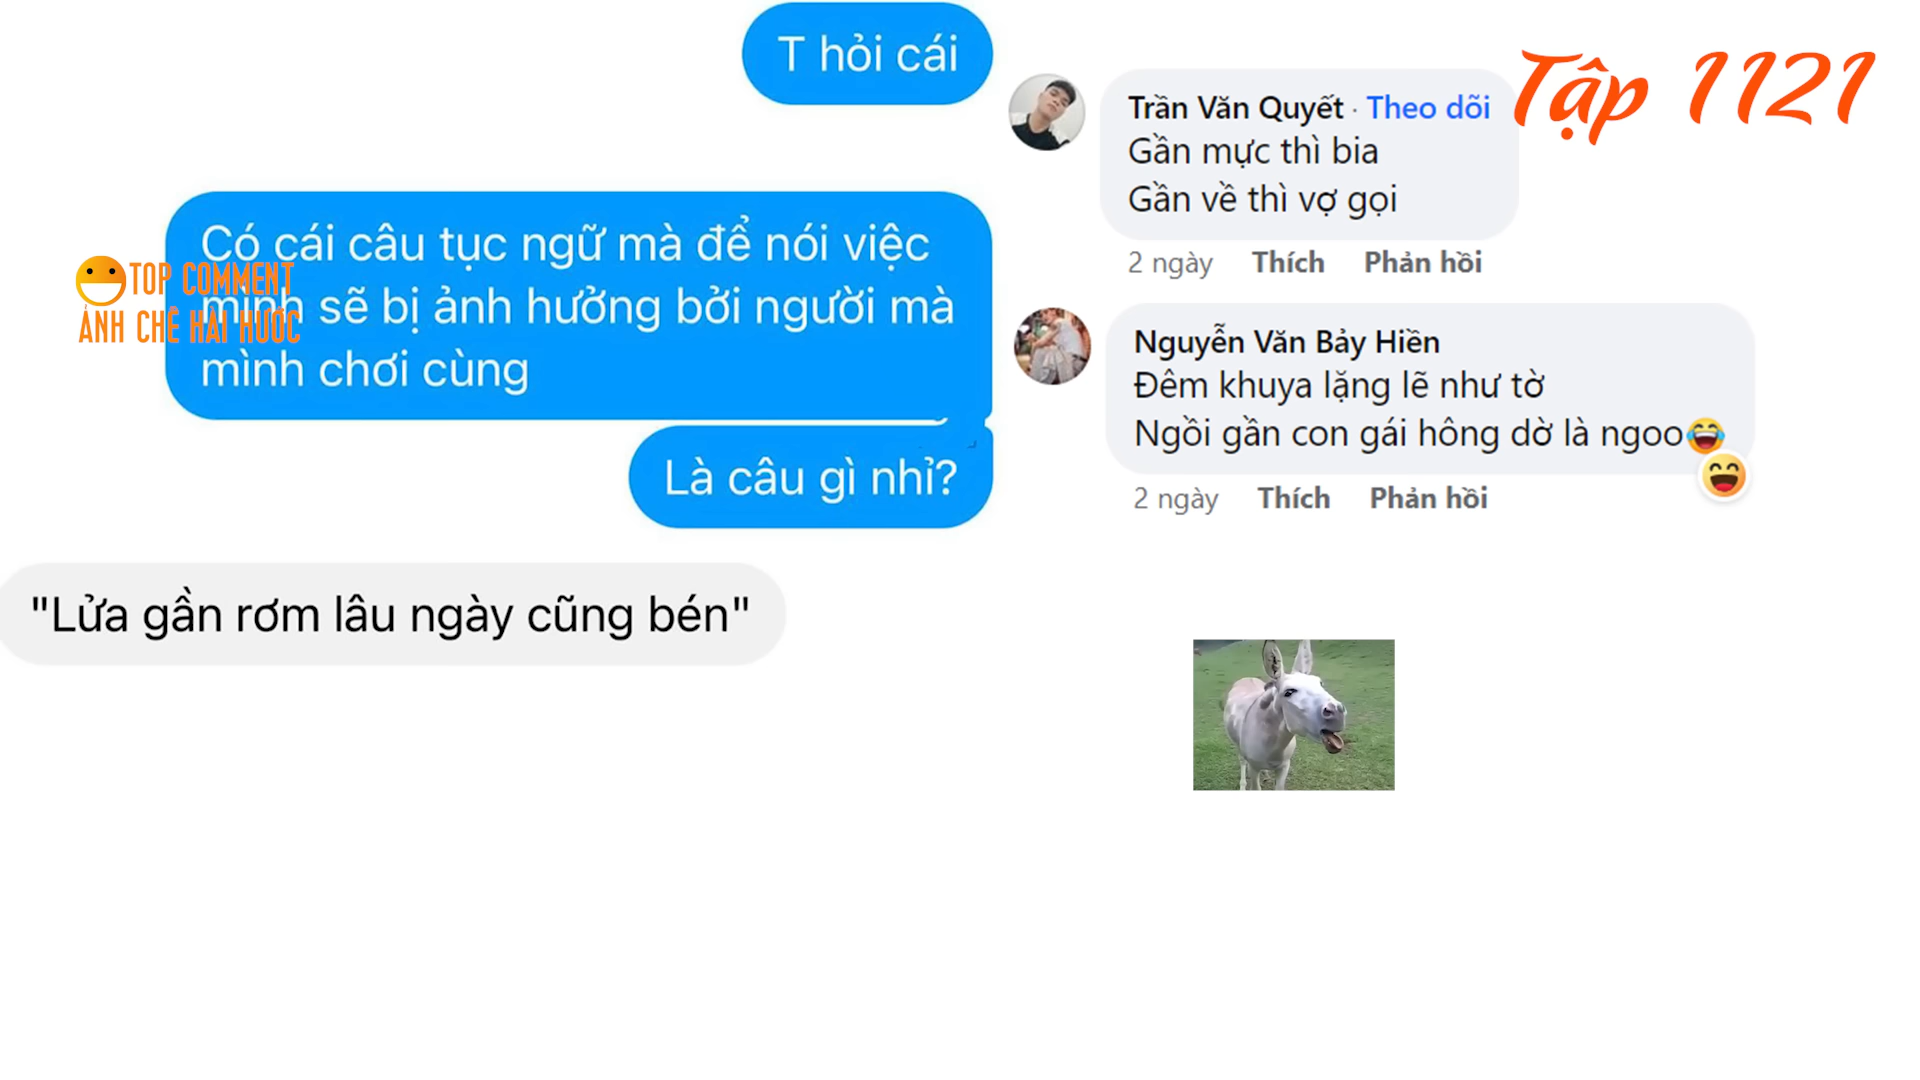 T hỏi cái
Có cái câu tục ngữ mà để nói việc
mình sẽ bị ảnh hưởng bởi người mà
mình chơi cùng
Là câu gì nhỉ?
"Lửa gần rơm lâu ngày cũng bén"
TOP COMMENT
ẢNH CHẾ HÀI HƯỚC
Tập 1121
Trần Văn Quyết · Theo dõi
Gần mực thì bia
Gần về thì vợ gọi
2 ngày Thích Phản hồi
Nguyễn Văn Bảy Hiền
Đêm khuya lặng lẽ như tờ
Ngồi gần con gái hông dờ là ngoo😂
2 ngày Thích Phản hồi